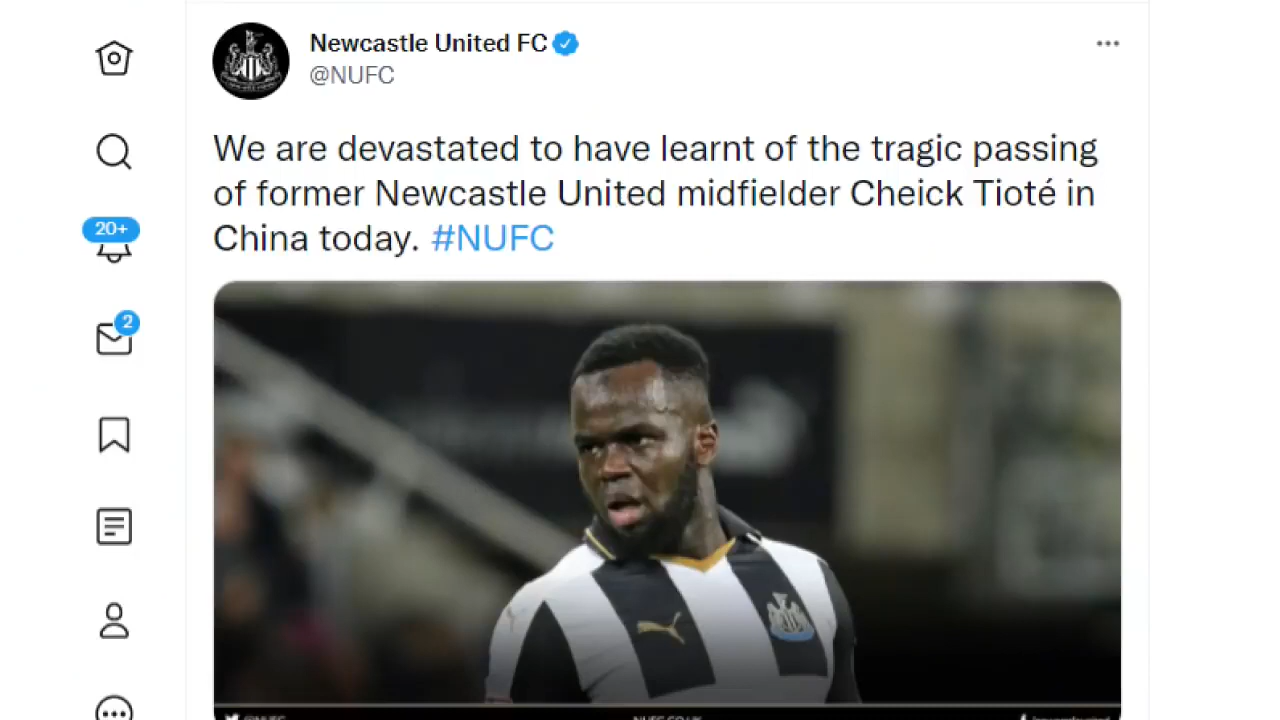 Newcastle United FC
@NUFC
We are devastated to have learnt of the tragic passing
of former Newcastle United midfielder Cheick Tioté in
China today. #NUFC
20+
2